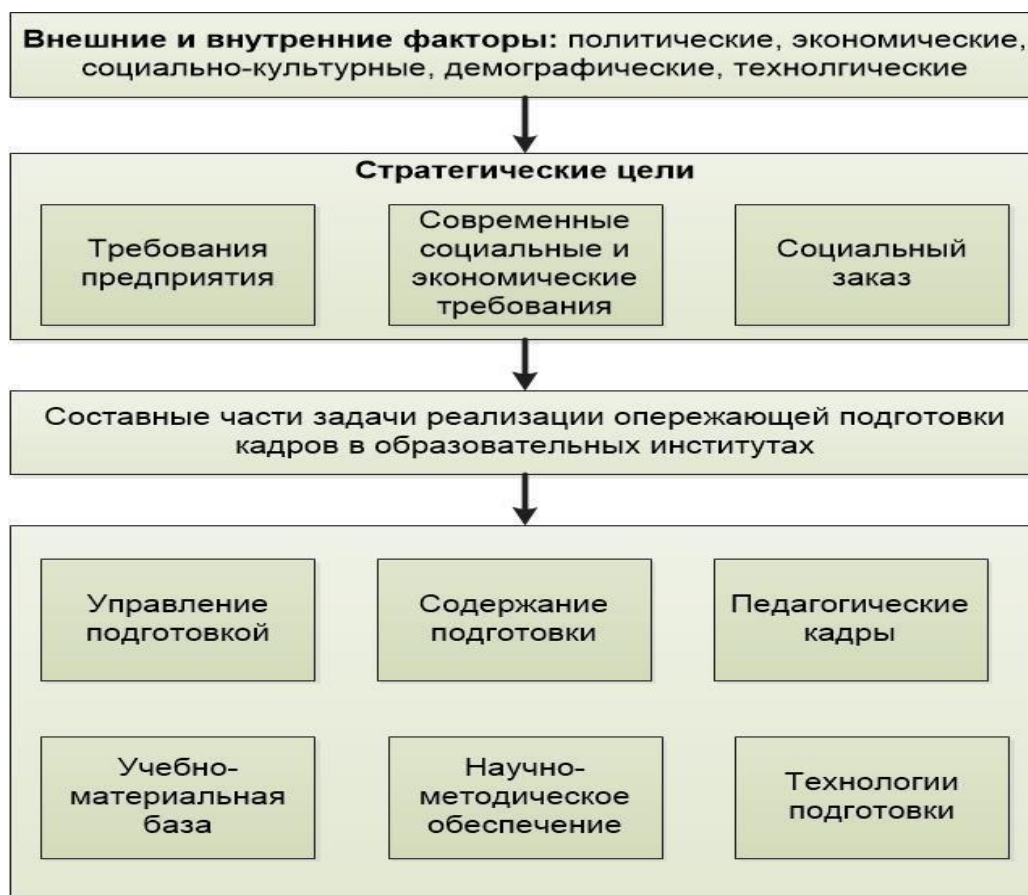 Внешние и внутренние факторы: политические, экономические,
социально-культурные, демографические, технолгические
Стратегические цели
Требования
предприятия
Современные
социальные и
экономические
требования
Социальный
заказ
Составные части задачи реализации опережающей подготовки
кадров в образовательных институтах
Управление
подготовкой
Содержание
подготовки
Педагогические
кадры
Учебно-
материальная
база
Научно-
методическое
обеспечение
Технологии
подготовки